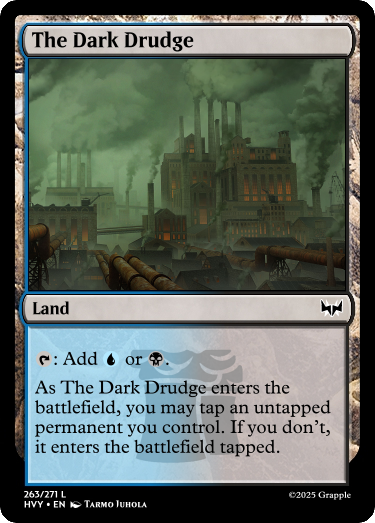 The Dark Drudge
Land
: Add or .
As The Dark Drudge enters the
battlefield, you may tap an untapped
permanent you control. If you don't,
it enters the battlefield tapped.
263/271 L
HVY • EN Tarmo Juhola
©2025 Grapple